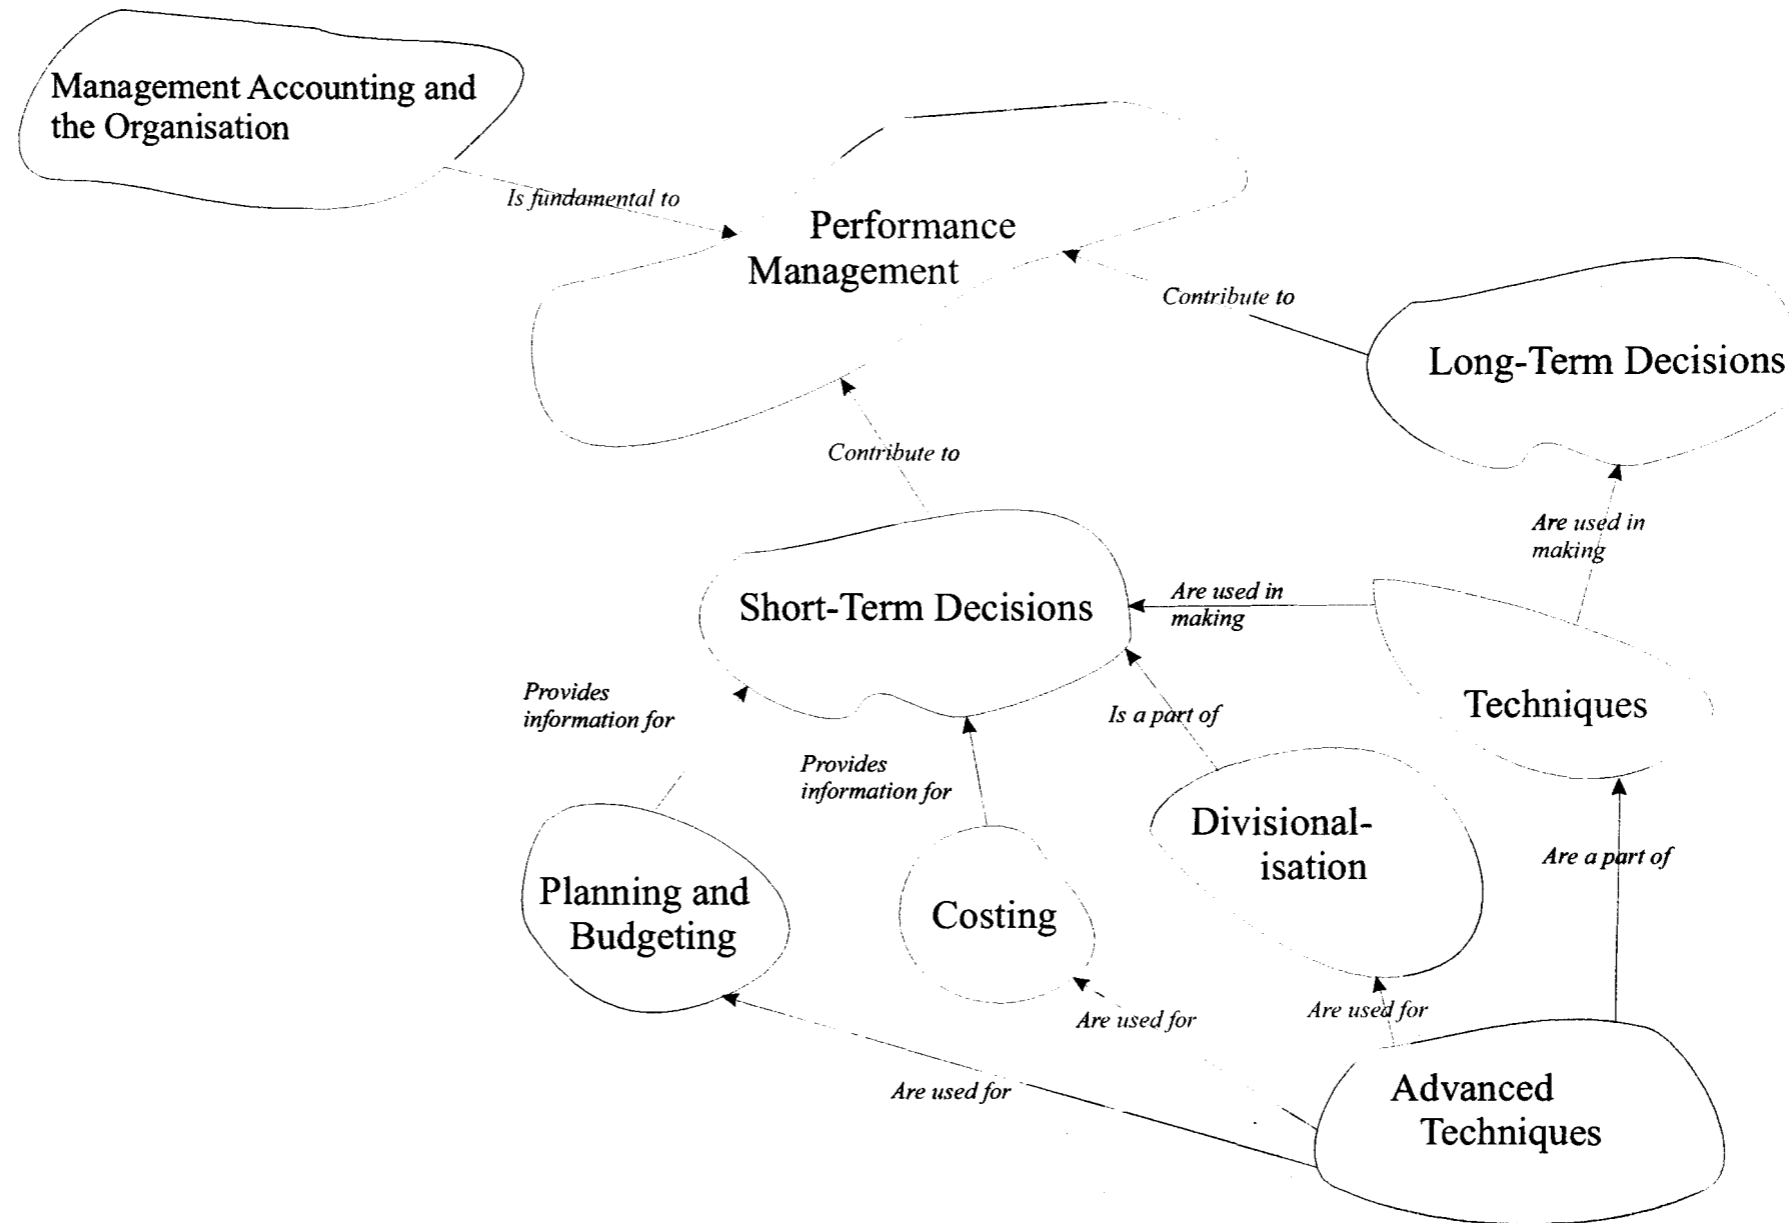 Management Accounting and
the Organisation
Is fundamental to
Performance
Management
Contribute to
Long-Term Decisions
Contribute to
Are used in
making
Short-Term Decisions
Are used in
making
Techniques
Provides
information for
Is a part of
Provides
information for
Divisional-
isation
Are a part of
Planning and
Budgeting
Costing
Are used for
Are used for
Are used for
Advanced
Techniques